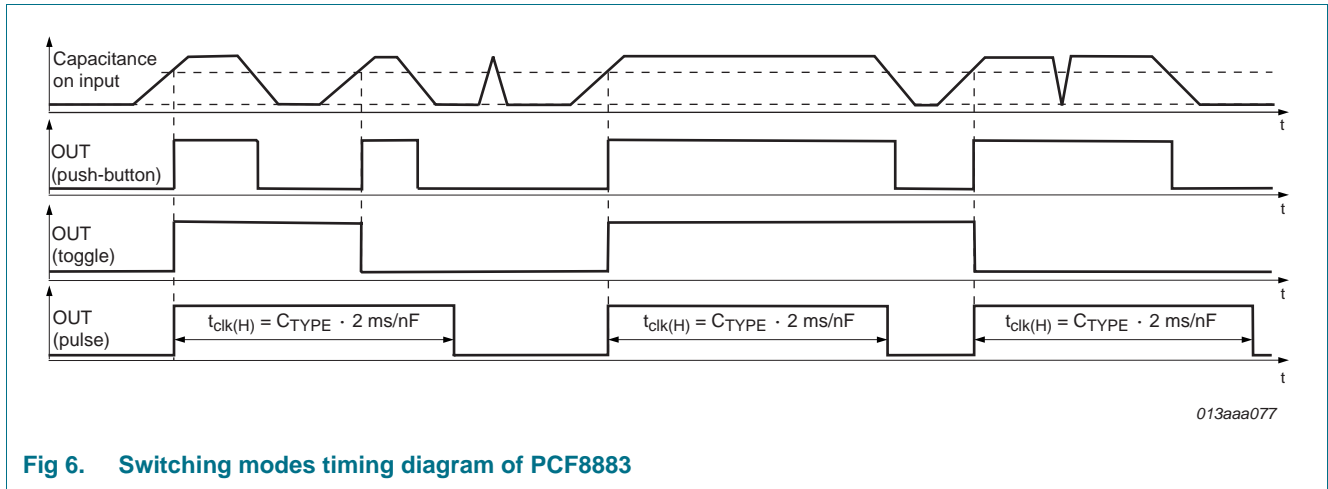 Capacitance
on input
t
OUT
(push-button)
t
OUT
(toggle)
t
OUT
(pulse)
tclk(H) = CTYPE · 2 ms/nF
tclk(H) = CTYPE · 2 ms/nF
tclk(H) = CTYPE · 2 ms/nF
t
013aaa077
Fig 6. Switching modes timing diagram of PCF8883